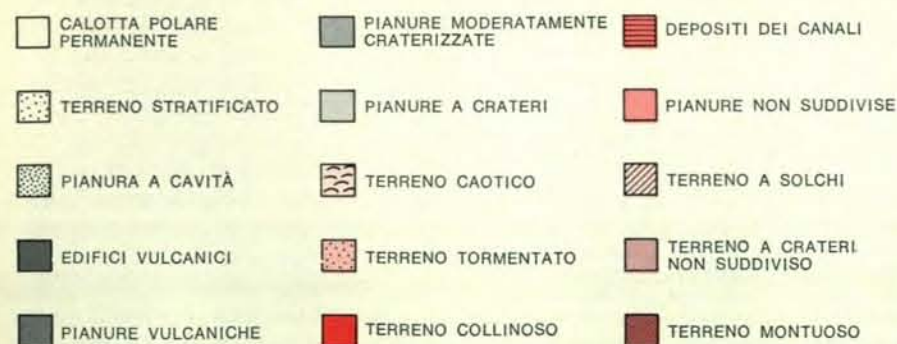 CALOTTA POLARE
PERMANENTE
TERRENO STRATIFICATO
PIANURA A CAVITÀ
EDIFICI VULCANICI
PIANURE VULCANICHE
PIANURE MODERATAMENTE
CRATERIZZATE
PIANURE A CRATERI
TERRENO CAOTICO
TERRENO TORMENTATO
TERRENO COLLINOSO
DEPOSITI DEI CANALI
PIANURE NON SUDDIVISE
TERRENO A SOLCHI
TERRENO A CRATERI
NON SUDDIVISO
TERRENO MONTUOSO